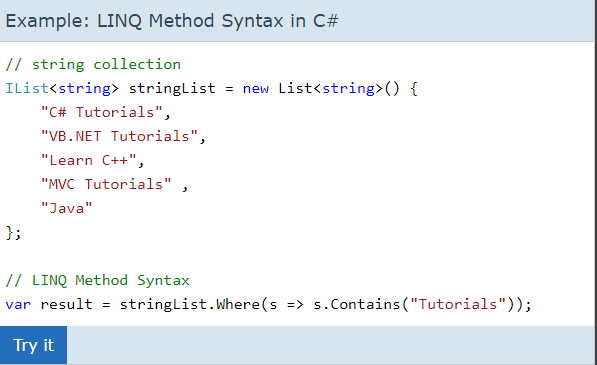 Example: LINQ Method Syntax in C#
// string collection
IList<string> stringList = new List<string>() {
    "C# Tutorials",
    "VB.NET Tutorials",
    "Learn C++",
    "MVC Tutorials" ,
    "Java"
};
// LINQ Method Syntax
var result = stringList.Where(s => s.Contains("Tutorials"));
Try it